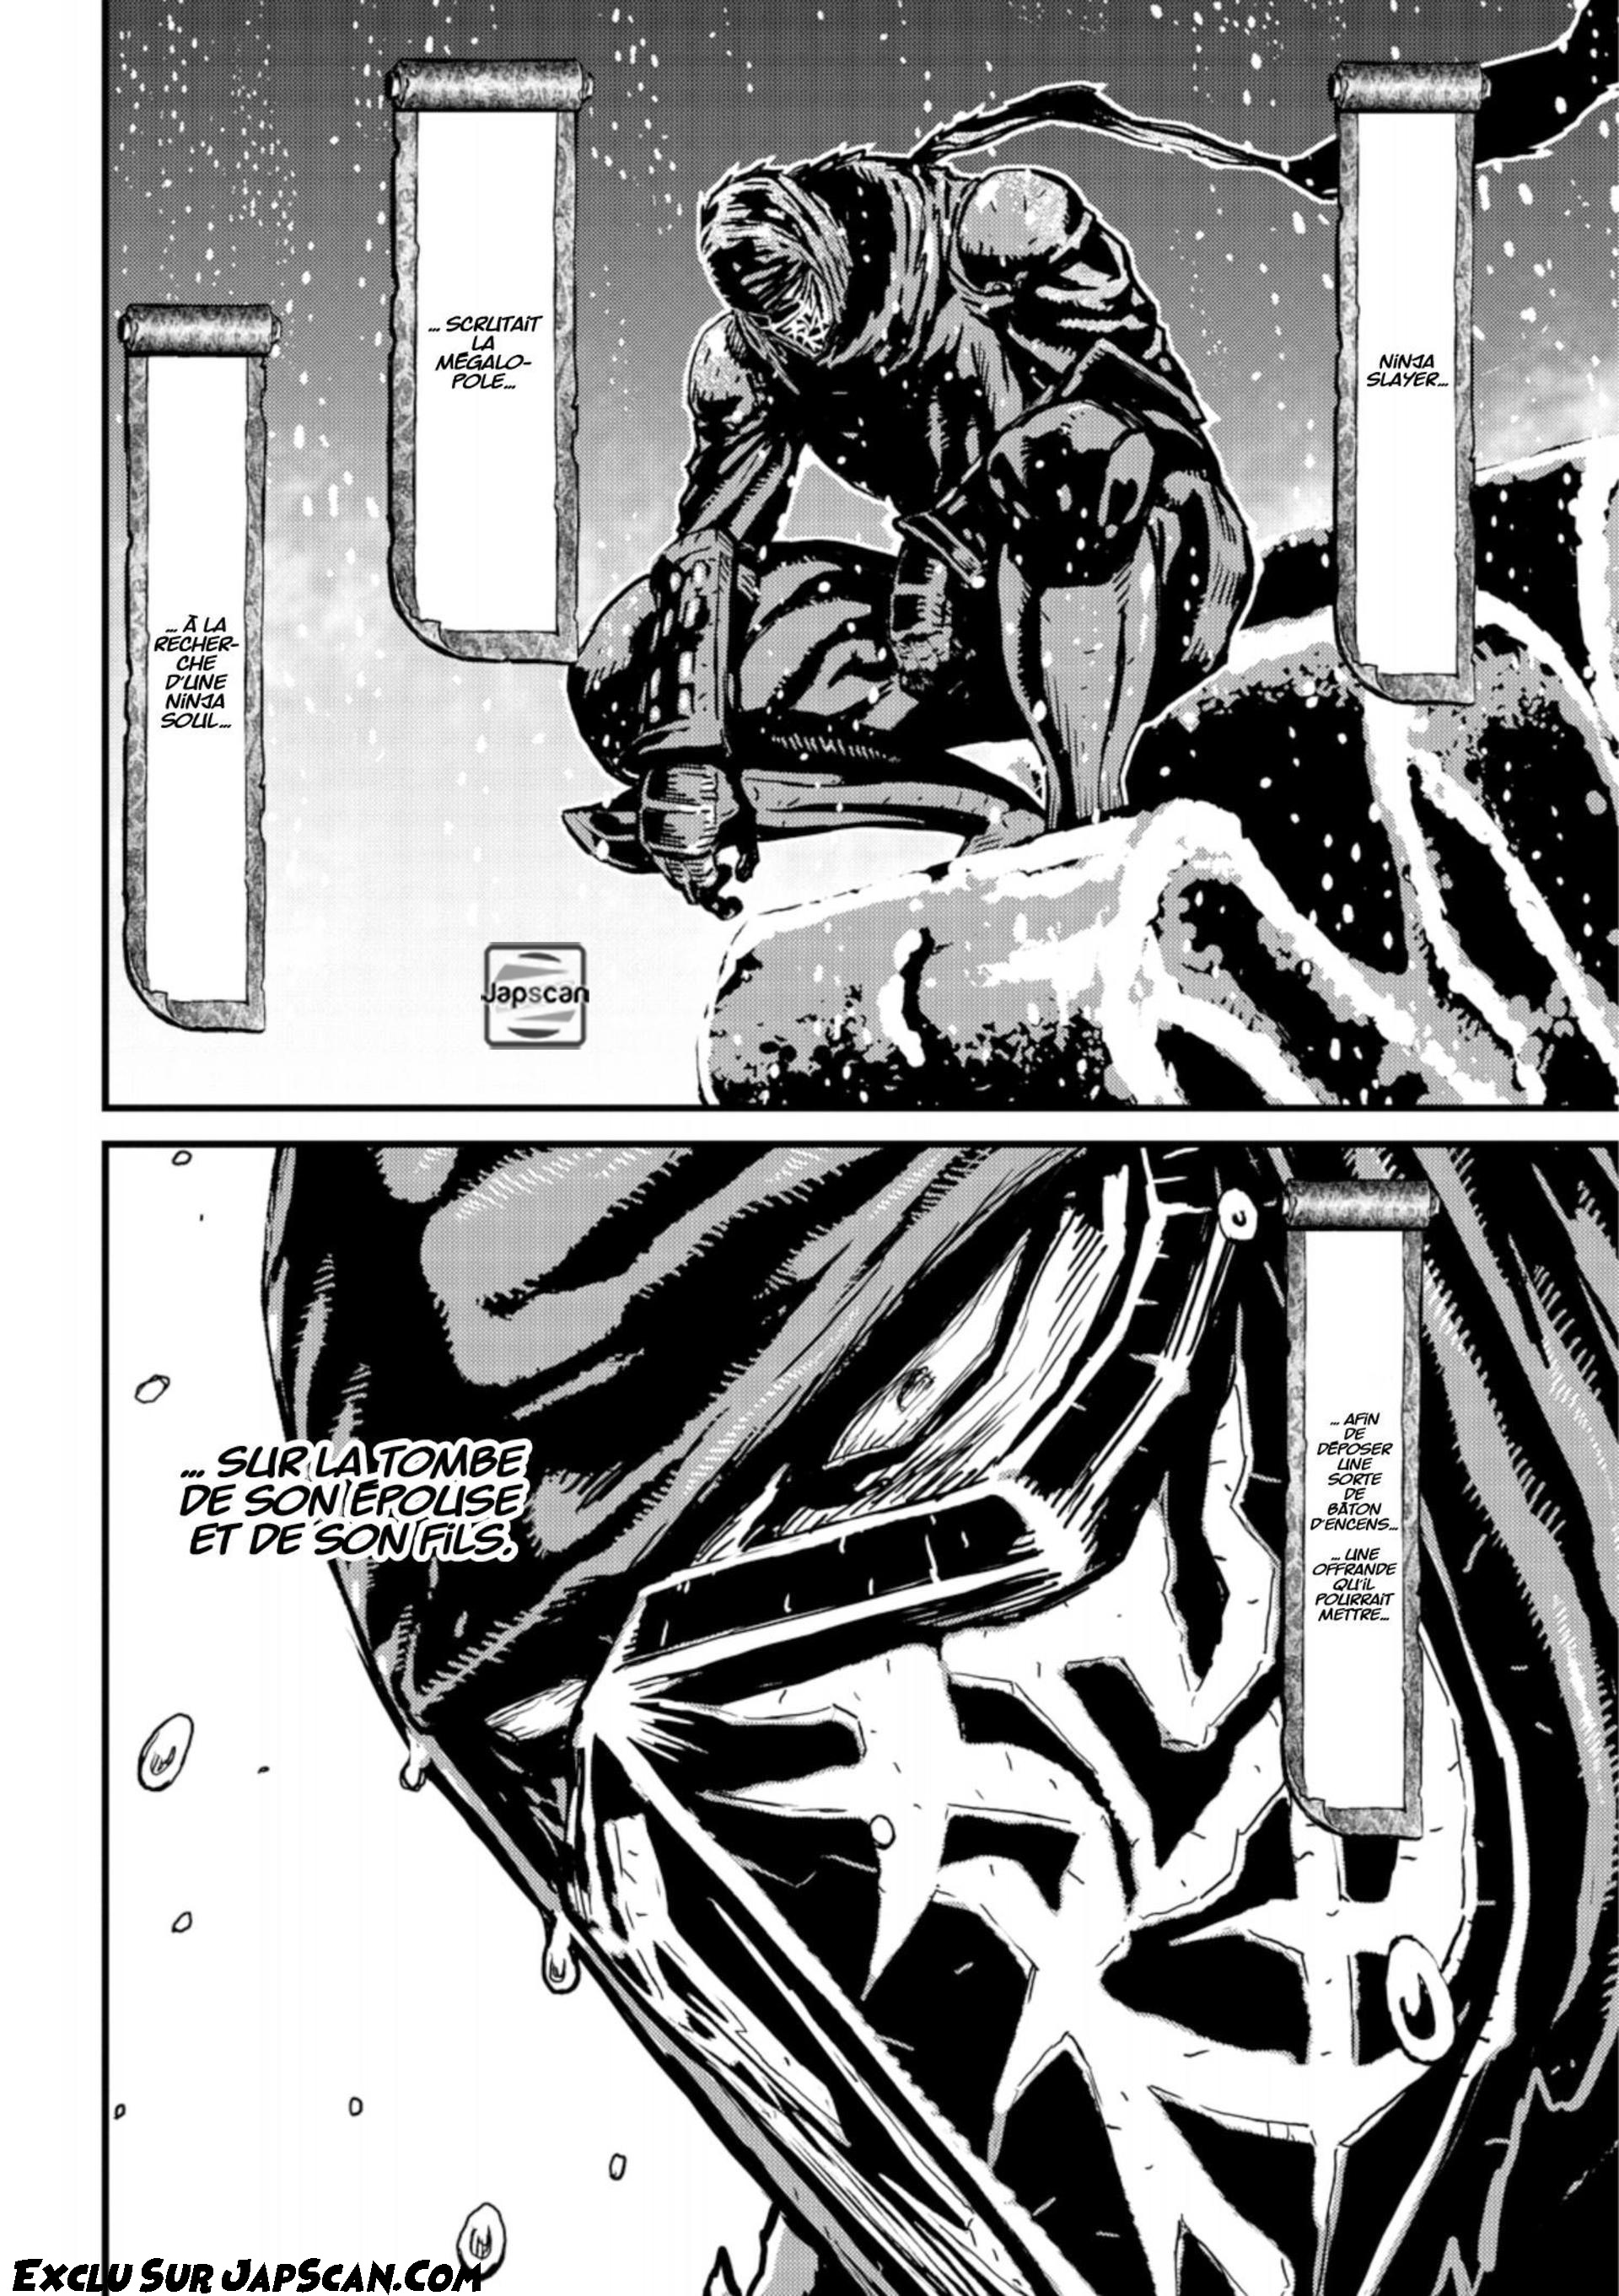 NINJA
SLAYER...
... SCRUTAIT
LA
MÉGALO-
POLE...
... À LA
RECHER-
CHE
D'UNE
NINJA
SOUL...
Japscan
... AFIN
DE
DÉPOSER
UNE
SORTE
DE
BÂTON
D'ENCENS...
... UNE
OFFRANDE
QU'IL
POURRAIT
METTRE...
... SUR LA TOMBE
DE SON ÉPOUSE
ET DE SON FILS.
EXCLU SUR JAPSCAN.COM